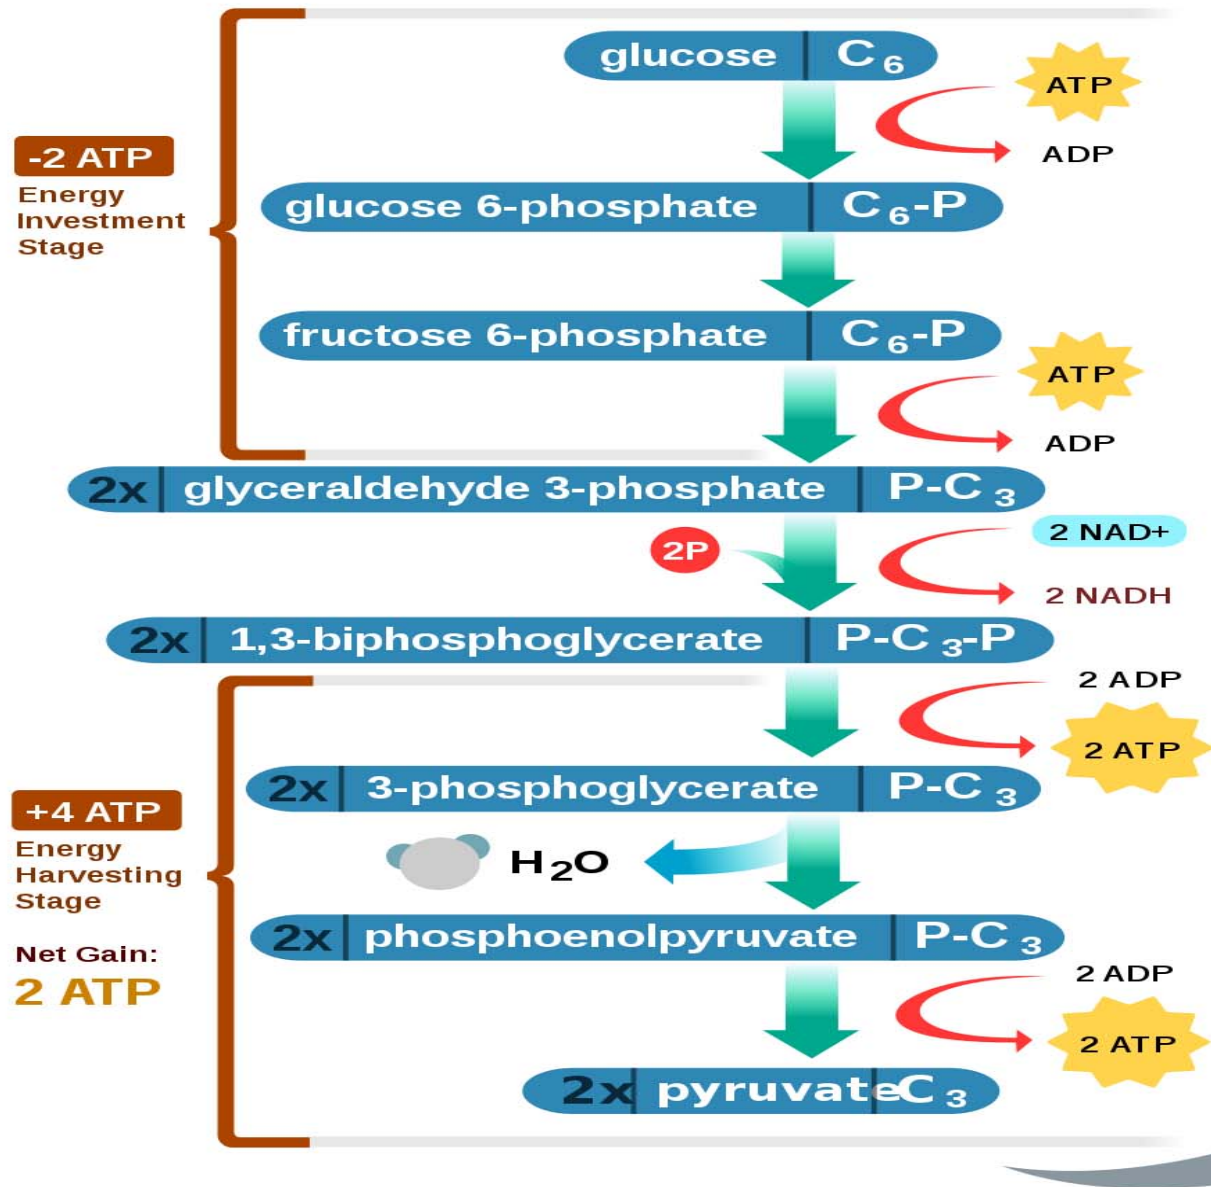 glucose C6
ATP
ADP
-2 ATP
Energy
Investment
Stage
glucose 6-phosphate C6-P
fructose 6-phosphate C6-P
ATP
ADP
2x glyceraldehyde 3-phosphate P-C3
2P
2 NAD+
2 NADH
2x 1,3-biphosphoglycerate P-C3-P
2 ADP
2 ATP
2x 3-phosphoglycerate P-C3
+4 ATP
Energy
Harvesting
Stage
H2O
2x phosphoenolpyruvate P-C3
Net Gain:
2 ATP
2 ADP
2 ATP
2x pyruvate C3